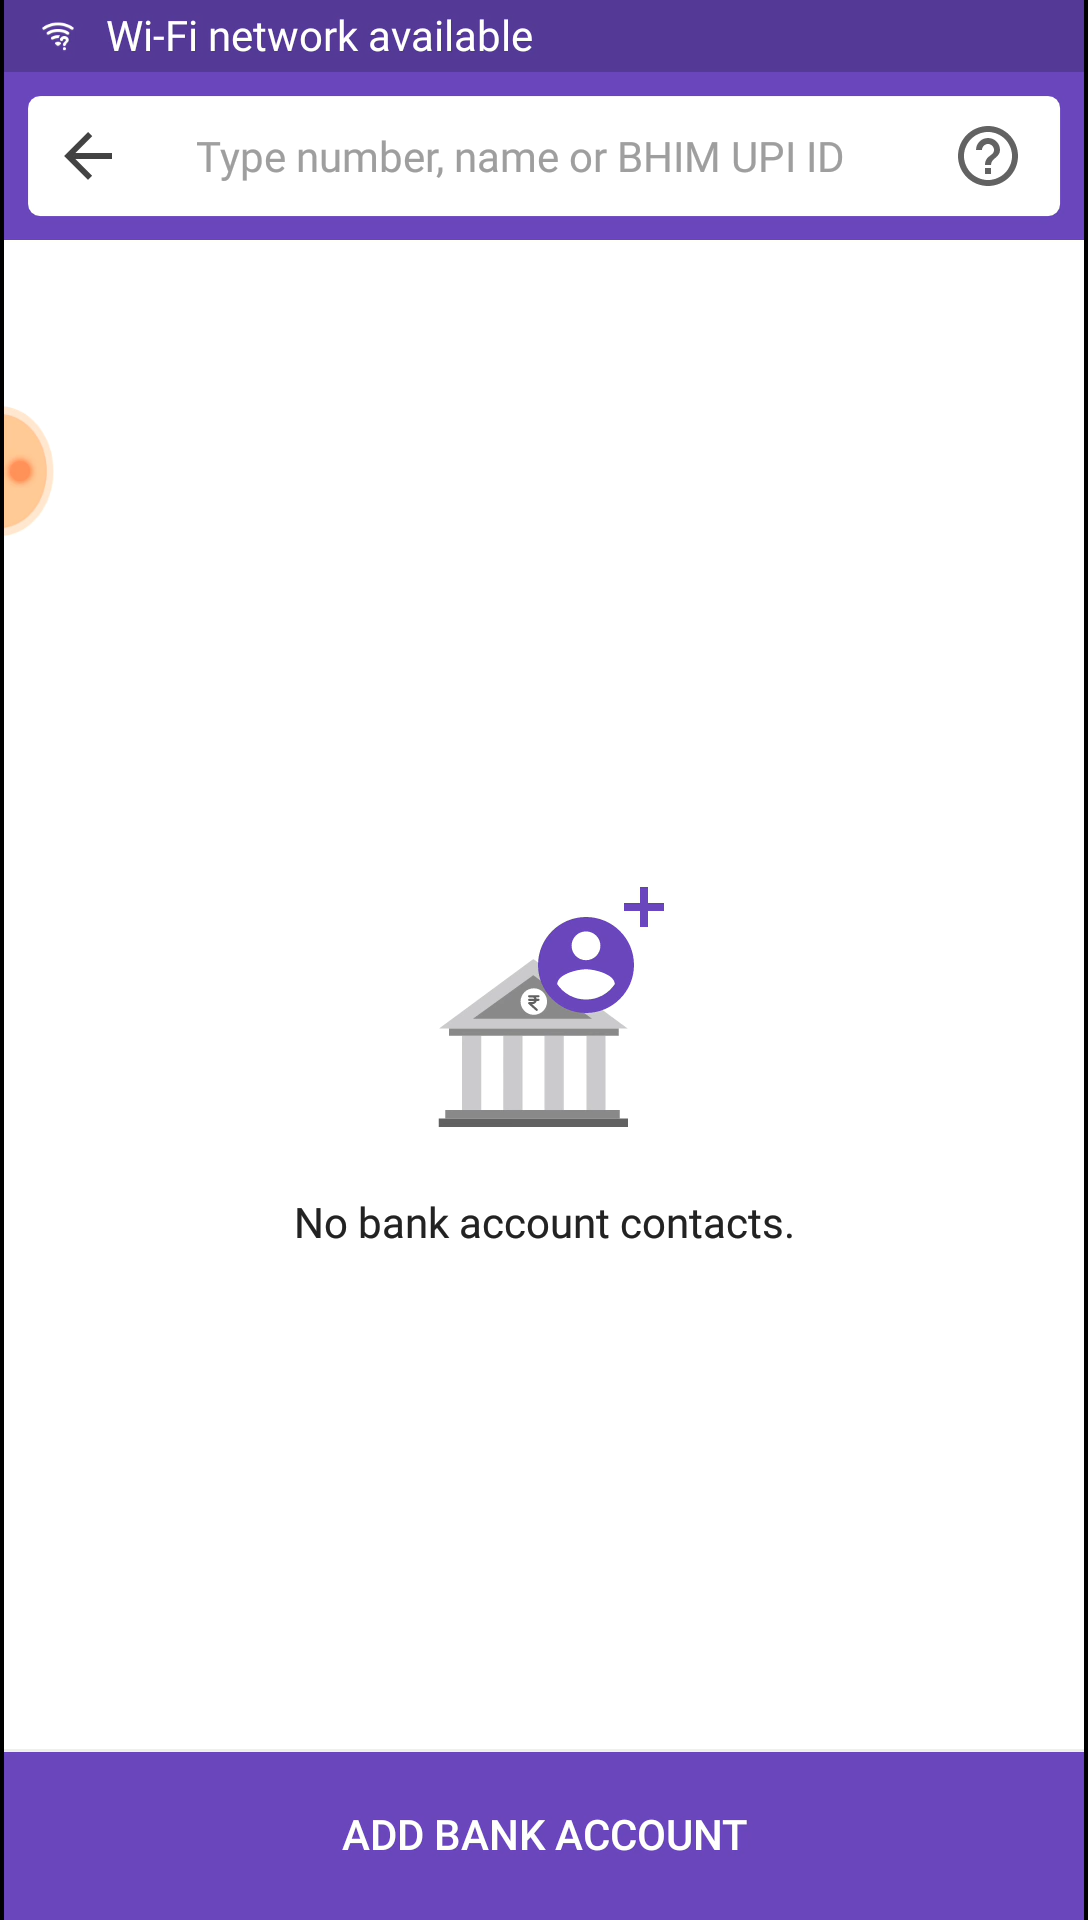 Wi-Fi network available
Type number, name or BHIM UPI ID
₹
No bank account contacts.
ADD BANK ACCOUNT